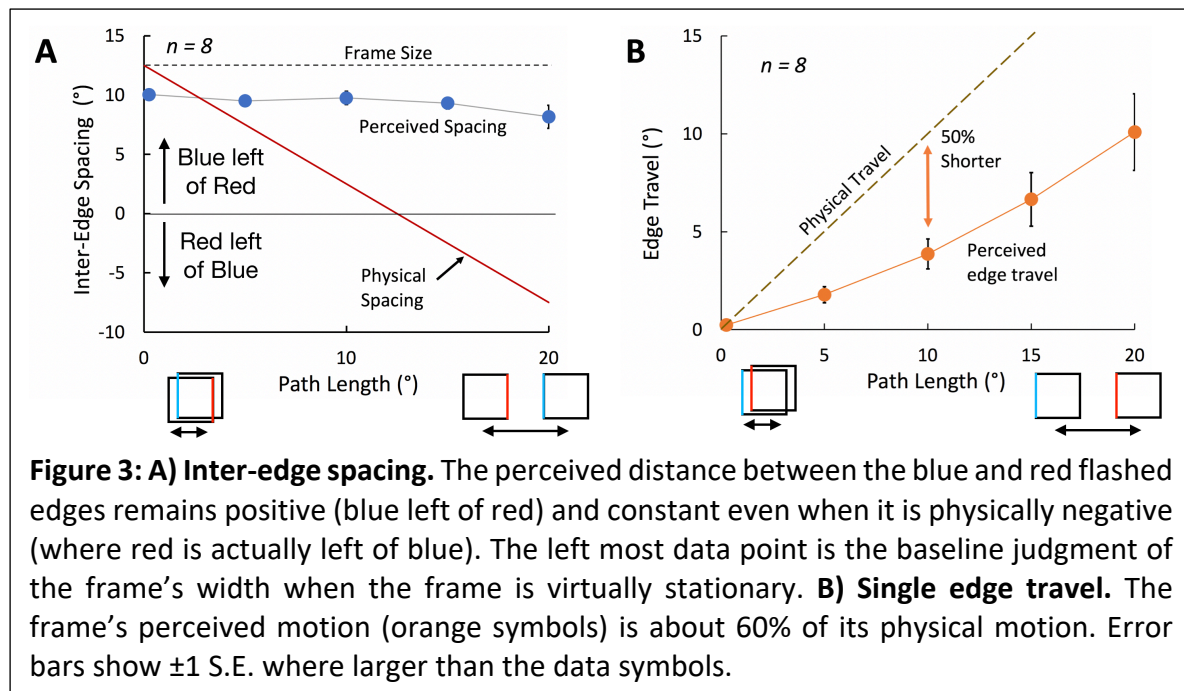 A
n = 8
Frame Size
Perceived Spacing
Blue left
of Red
Red left
of Blue
Physical
Spacing
Inter-Edge Spacing (°)
15
10
5
0
-5
-10
0
10
20
Path Length (°)
B
n = 8
50%
Shorter
Physical Travel
Perceived
edge travel
Edge Travel (°)
15
10
5
0
0
5
10
15
20
Path Length (°)
Figure 3: A) Inter-edge spacing. The perceived distance between the blue and red flashed
edges remains positive (blue left of red) and constant even when it is physically negative
(where red is actually left of blue). The left most data point is the baseline judgment of
the frame's width when the frame is virtually stationary. B) Single edge travel. The
frame's perceived motion (orange symbols) is about 60% of its physical motion. Error
bars show ±1 S.E. where larger than the data symbols.